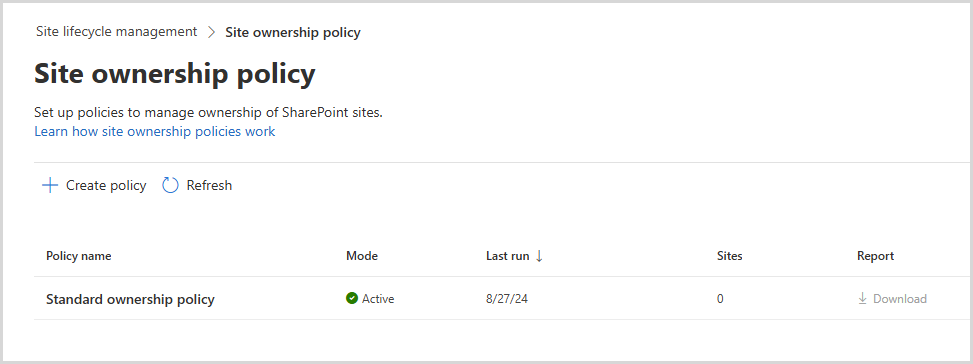 Site lifecycle management > Site ownership policy
Site ownership policy
Set up policies to manage ownership of SharePoint sites.
Learn how site ownership policies work
Create policy Refresh
Policy name Mode Last run ↓ Sites Report
Standard ownership policy Active 8/27/24 0 Download